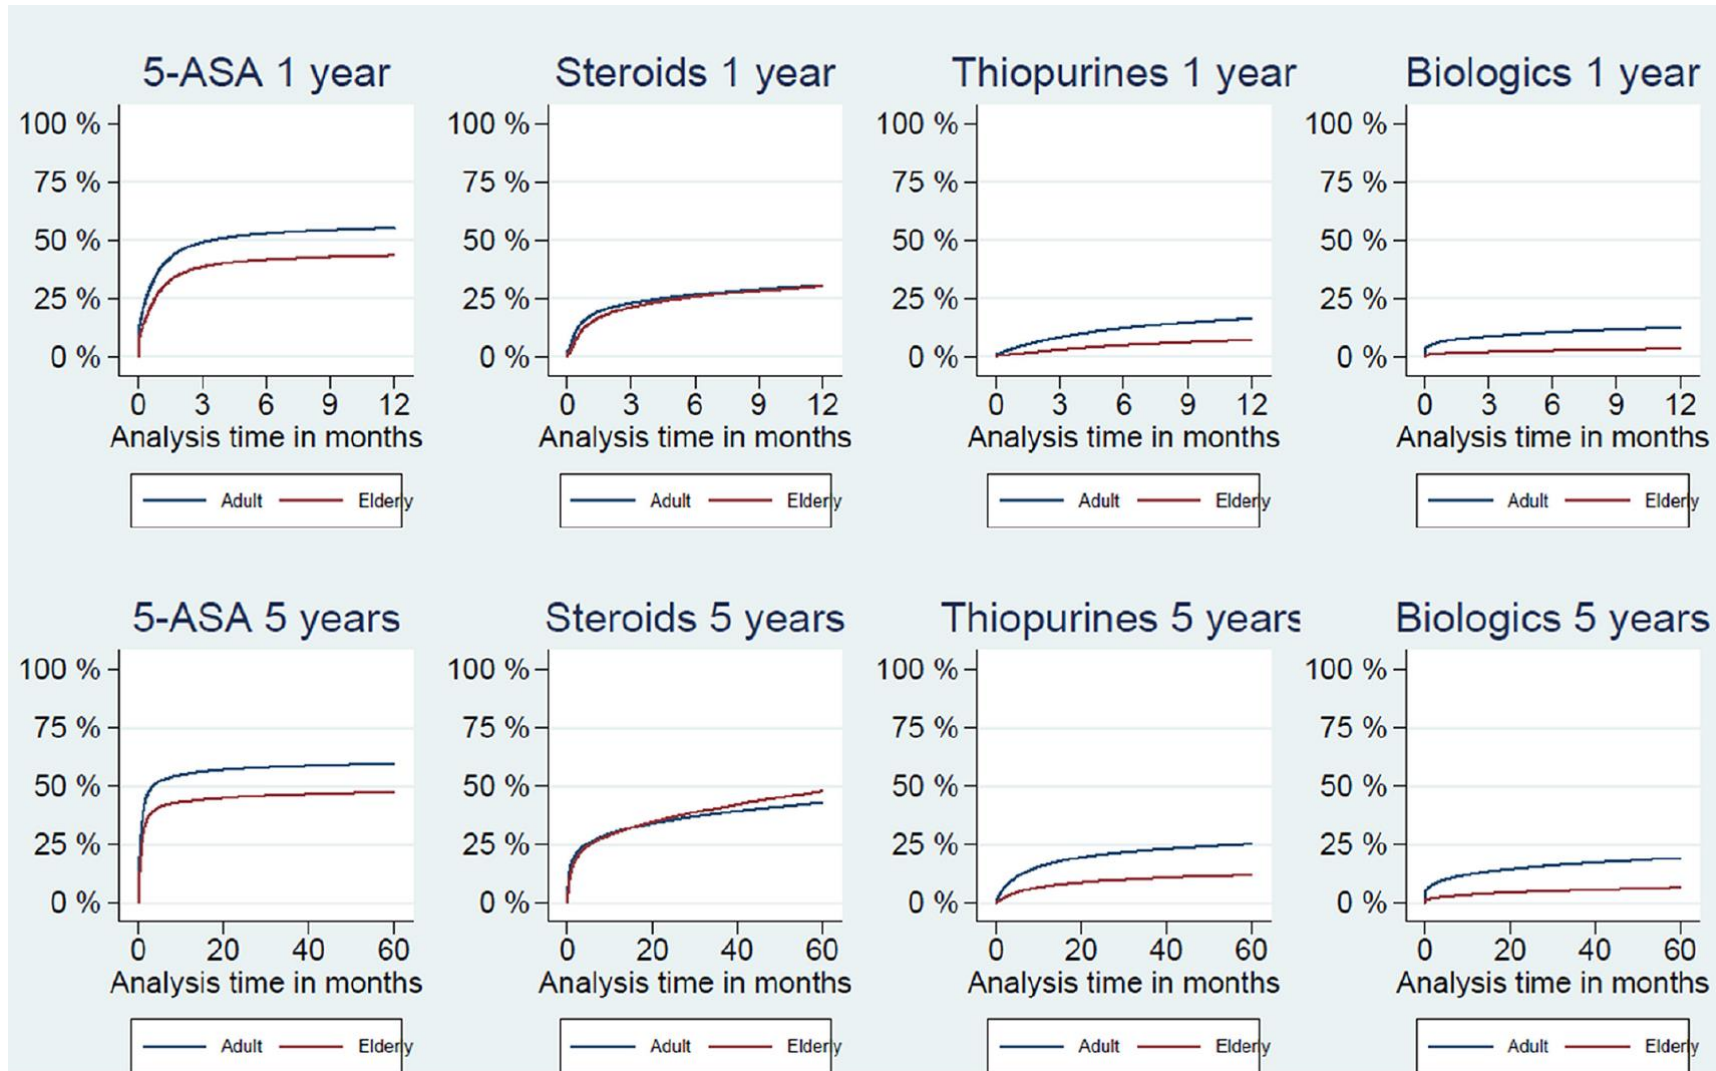 5-ASA 1 year
100 %
75 %
50 %
25 %
0 %
0 3 6 9 12
Analysis time in months
Adult Elderly
Steroids 1 year
100 %
75 %
50 %
25 %
0 %
0 3 6 9 12
Analysis time in months
Adult Elderly
Thiopurines 1 year
100 %
75 %
50 %
25 %
0 %
0 3 6 9 12
Analysis time in months
Adult Elderly
Biologics 1 year
100 %
75 %
50 %
25 %
0 %
0 3 6 9 12
Analysis time in months
Adult Elderly
5-ASA 5 years
100 %
75 %
50 %
25 %
0 %
0 20 40 60
Analysis time in months
Adult Elderly
Steroids 5 years
100 %
75 %
50 %
25 %
0 %
0 20 40 60
Analysis time in months
Adult Elderly
Thiopurines 5 years
100 %
75 %
50 %
25 %
0 %
0 20 40 60
Analysis time in months
Adult Elderly
Biologics 5 years
100 %
75 %
50 %
25 %
0 %
0 20 40 60
Analysis time in months
Adult Elderly